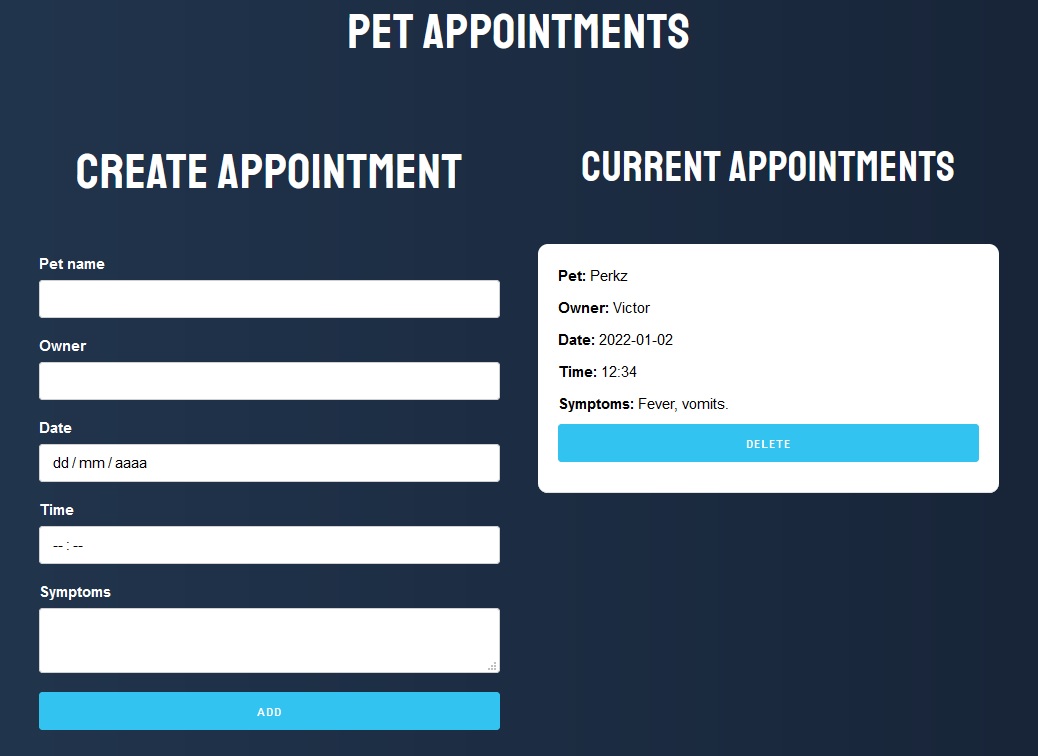 PET APPOINTMENTS
CREATE APPOINTMENT
Pet name
Owner
Date
dd / mm / aaaa
Time
-- : --
Symptoms
ADD
CURRENT APPOINTMENTS
Pet: Perkz
Owner: Victor
Date: 2022-01-02
Time: 12:34
Symptoms: Fever, vomits.
DELETE